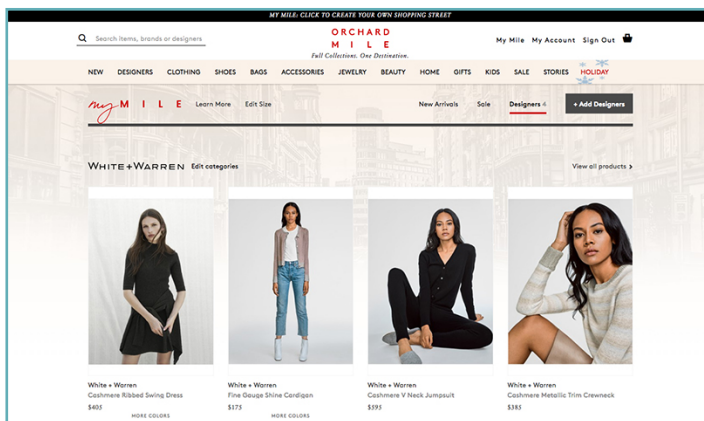 MY MILE: CLICK TO CREATE YOUR OWN SHOPPING STREET
Search items, brands or designers
ORCHARD
MILE
Full Collections. One Destination.
My Mile My Account Sign Out
NEW DESIGNERS CLOTHING SHOES BAGS ACCESSORIES JEWELRY BEAUTY HOME GIFTS KIDS SALE STORIES HOLIDAY
my MILE Learn More Edit Size New Arrivals Sale Designers 4 + Add Designers
WHITE+WARREN Edit categories View all products >
White + Warren White + Warren White + Warren White + Warren
Cashmere Ribbed Swing Dress Fine Gauge Shine Cardigan Cashmere V Neck Jumpsuit Cashmere Metallic Trim Crewneck
$405 $175 $595 $385
MORE COLORS MORE COLORS